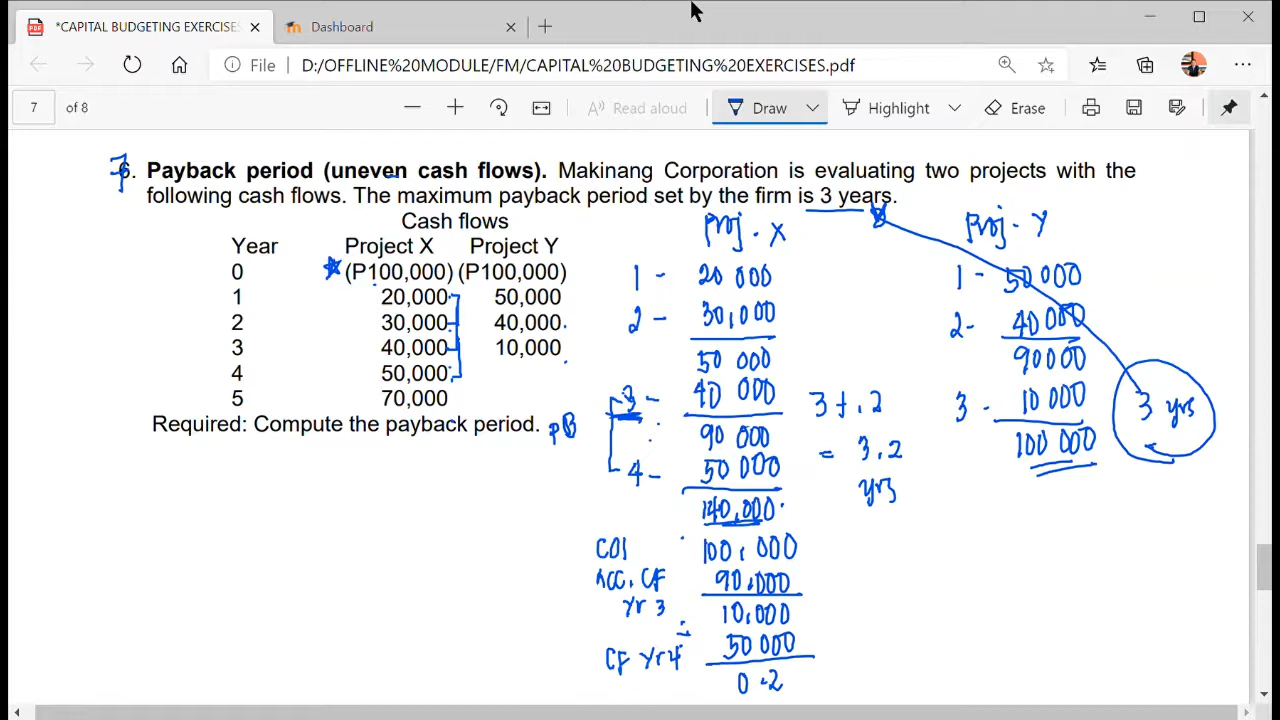 *CAPITAL BUDGETING EXERCISES
Dashboard
File D:/OFFLINE%20MODULE/FM/CAPITAL%20BUDGETING%20EXERCISES.pdf
7 of 8 Read aloud Draw Highlight Erase
7
6. Payback period (uneven cash flows). Makinang Corporation is evaluating two projects with the
following cash flows. The maximum payback period set by the firm is 3 years.
Cash flows
Year Project X Project Y
0 (P100,000) (P100,000)
1 20,000 50,000
2 30,000 40,000
3 40,000 10,000
4 50,000
5 70,000
Required: Compute the payback period. PB
Proj. X
1 - 20 000
2 - 30,000
50 000
3 - 40 000
90 000
4 - 50 000
140,000
COI 100,000
Acc. CF 90,000
yr 3
10,000
÷
CF yr 4 50 000
0.2
3 + .2
= 3.2
yrs
Proj. Y
1 - 50 000
2 - 40 000
90000
3 - 10 000
100 000
3 yrs